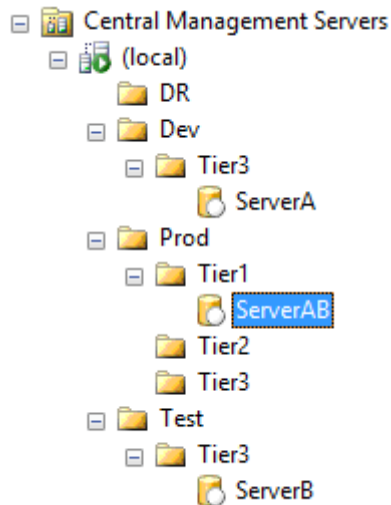 Central Management Servers
(local)
DR
Dev
Tier3
ServerA
Prod
Tier1
ServerAB
Tier2
Tier3
Test
Tier3
ServerB